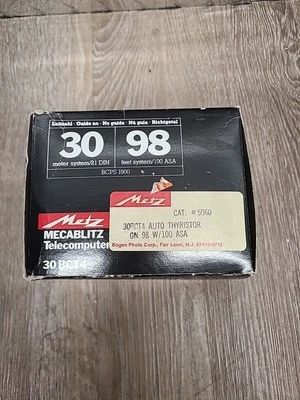 Leitzahl · Guide no · No guide · Nú guía · Richtgetal
30 98
meter system/21 DIN feet system/100 ASA
BCPS 1900
Metz
CAT. #5060
30BCT4 AUTO THYRISTOR
GN 98 W/100 ASA
Bogen Photo Corp., Fair Lawn, N.J. 07410-0712
Metz
MECABLITZ
Telecomputer
30 BCT4